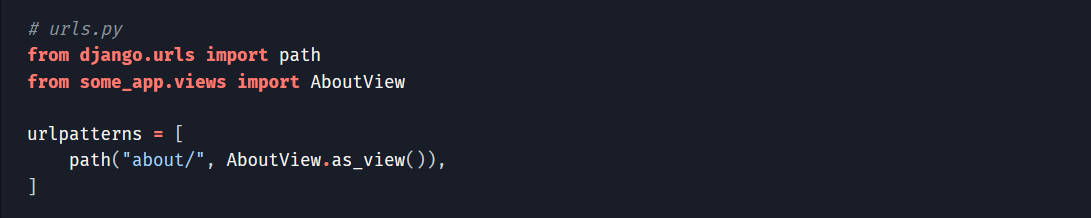 # urls.py
from django.urls import path
from some_app.views import AboutView
urlpatterns = [
    path("about/", AboutView.as_view()),
]